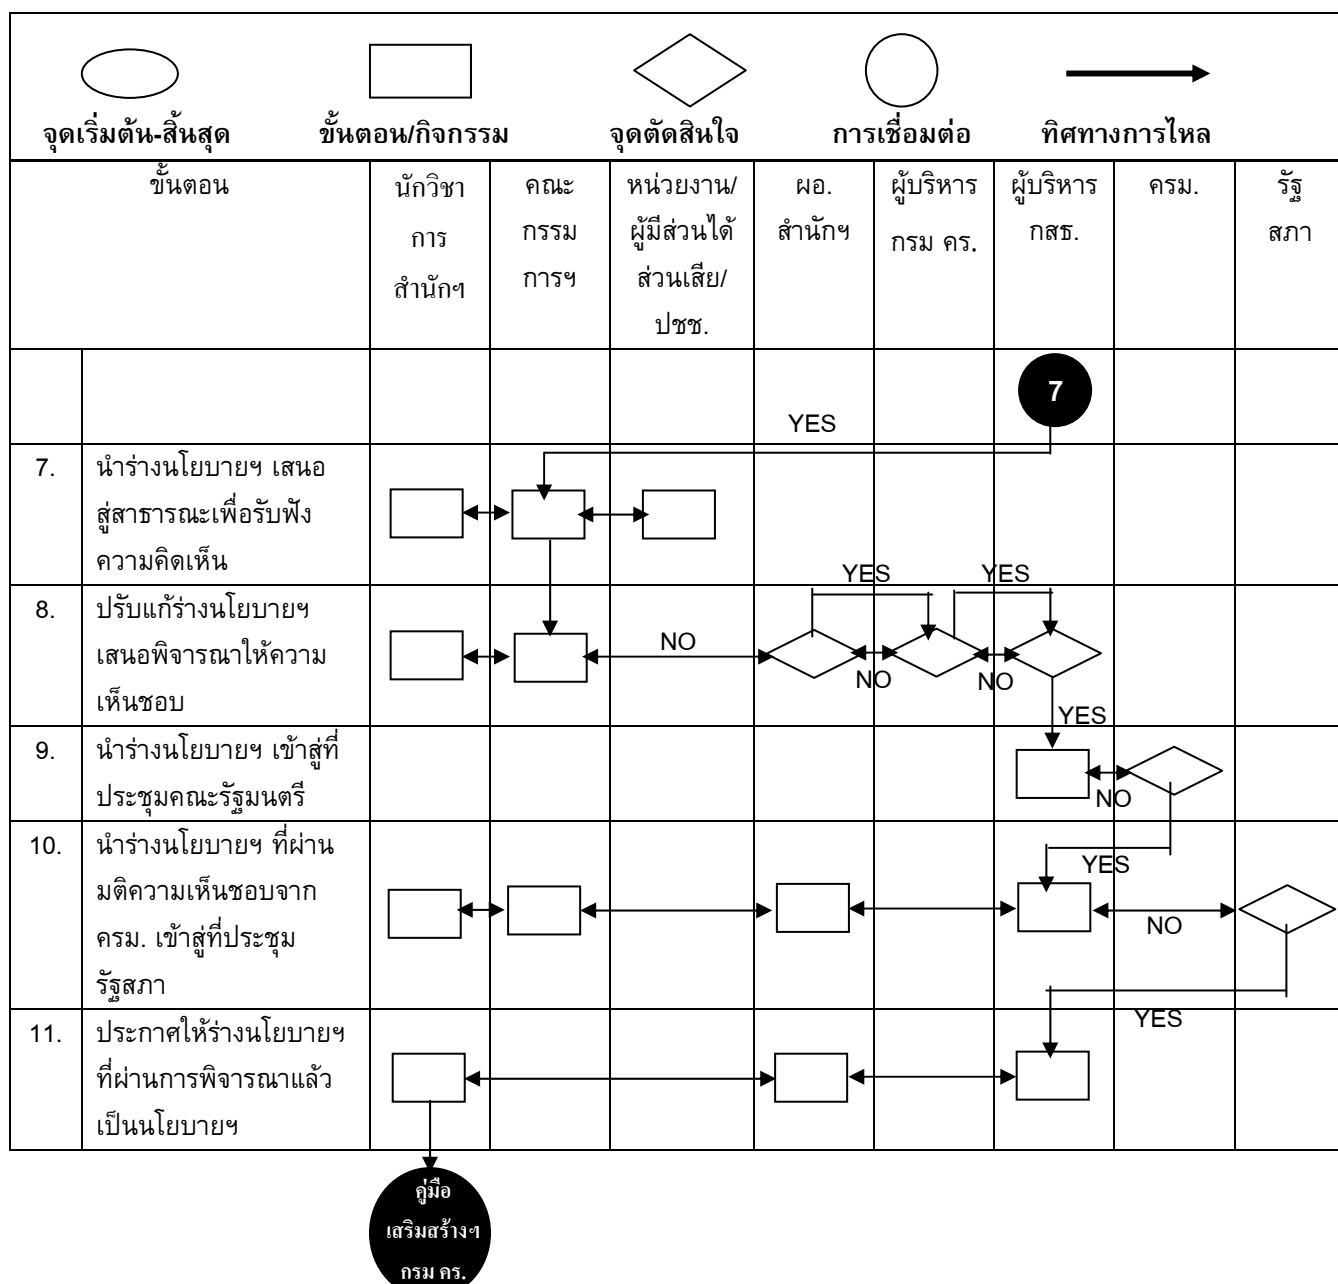 จุดเริ่มต้น-สิ้นสุด ขั้นตอน/กิจกรรม จุดตัดสินใจ การเชื่อมต่อ ทิศทางการไหล
ขั้นตอน
นักวิชา
การ
สำนักฯ
คณะ
กรรม
การฯ
หน่วยงาน/
ผู้มีส่วนได้
ส่วนเสีย/
ปชช.
ผอ.
สำนักฯ
ผู้บริหาร
กรม คร.
ผู้บริหาร
กสธ.
ครม.
รัฐ
สภา
7
YES
7. นำร่างนโยบายฯ เสนอ
สู่สาธารณะเพื่อรับฟัง
ความคิดเห็น
YES YES
8. ปรับแก้ร่างนโยบายฯ
เสนอพิจารณาให้ความ
เห็นชอบ
NO
NO NO
YES
9. นำร่างนโยบายฯ เข้าสู่ที่
ประชุมคณะรัฐมนตรี
NO
10. นำร่างนโยบายฯ ที่ผ่าน
มติความเห็นชอบจาก
ครม. เข้าสู่ที่ประชุม
รัฐสภา
YES
NO
11. ประกาศให้ร่างนโยบายฯ
ที่ผ่านการพิจารณาแล้ว
เป็นนโยบายฯ
YES
คู่มือ
เสริมสร้างฯ
กรม คร.